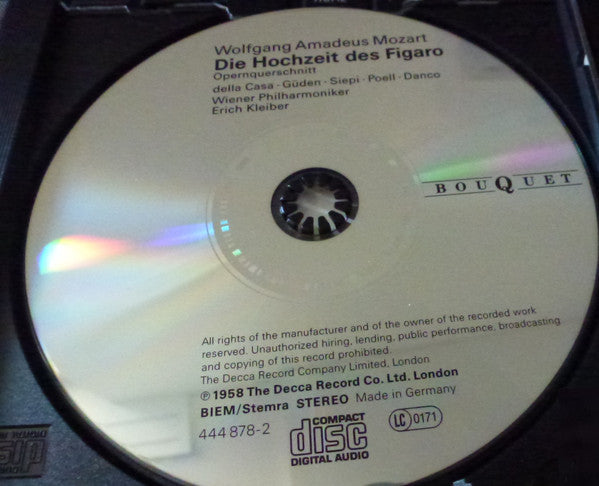 Wolfgang Amadeus Mozart
Die Hochzeit des Figaro
Opernquerschnitt
della Casa · Güden · Siepi · Poell · Danco
Wiener Philharmoniker
Erich Kleiber
BOUQUET
All rights of the manufacturer and of the owner of the recorded work
reserved. Unauthorized hiring, lending, public performance, broadcasting
and copying of this record prohibited.
The Decca Record Company Limited, London
℗ 1958 The Decca Record Co. Ltd. London
BIEM/Stemra STEREO Made in Germany
444 878-2
COMPACT
disc
DIGITAL AUDIO
LC 0171